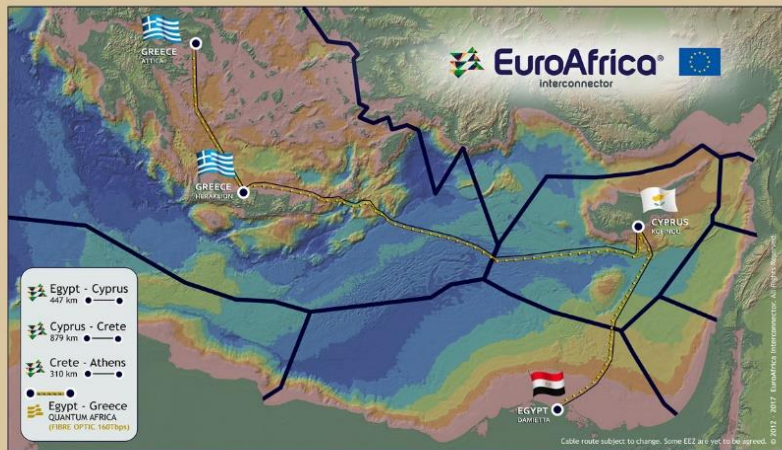 GREECE
ATTICA
EuroAfrica®
interconnector
GREECE
HERAKLION
CYPRUS
KOFINOU
Egypt - Cyprus
447 km
Cyprus - Crete
879 km
Crete - Athens
310 km
Egypt - Greece
QUANTUM AFRICA
(FIBRE OPTIC 160Tbps)
EGYPT
DAMIETTA
Cable route subject to change. Some EEZ are yet to be agreed.
© 2012 - 2017 EuroAfrica Interconnector. All Rights Reserved